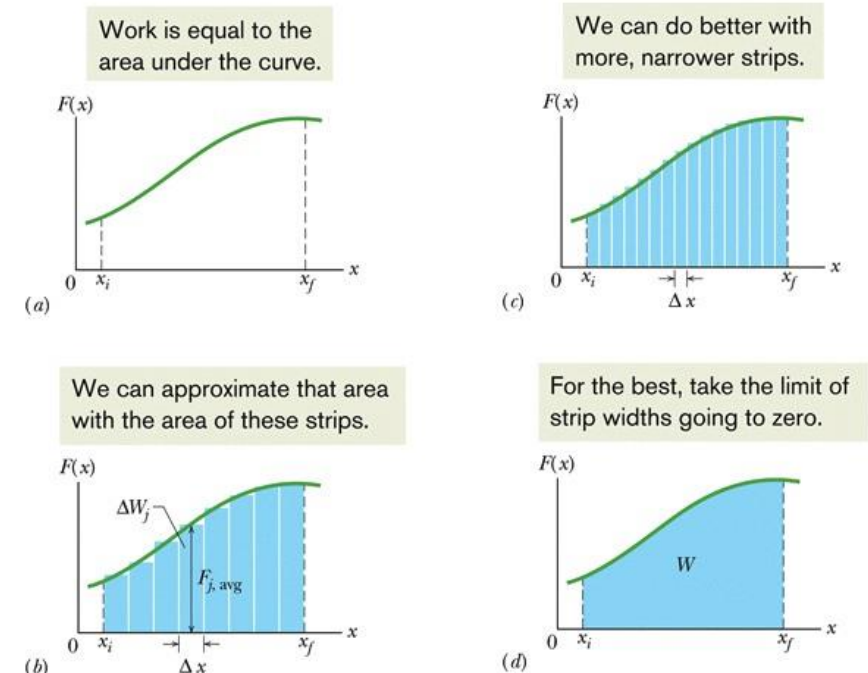 Work is equal to the
area under the curve.
F(x)
0 x_i x_f x
(a)
We can do better with
more, narrower strips.
F(x)
0 x_i x_f x
Δx
(c)
We can approximate that area
with the area of these strips.
F(x)
ΔW_j
F_j, avg
0 x_i x_f x
Δx
(b)
For the best, take the limit of
strip widths going to zero.
F(x)
W
0 x_i x_f x
(d)